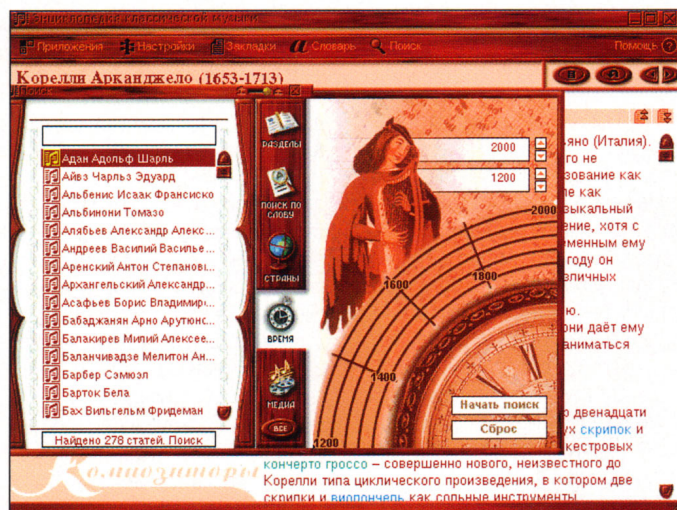 Энциклопедия классической музыки
Приложения Настройки Закладки Словарь Поиск Помощь
Корелли Арканджело (1653-1713)
Поиск
Адан Адольф Шарль
Айвз Чарльз Эдуард
Альбенис Исаак Франсиско
Альбинони Томазо
Алябьев Александр Алекс...
Андреев Василий Василье...
Аренский Антон Степанови...
Архангельский Александр...
Асафьев Борис Владимир...
Бабаджанян Арно Арутюнс...
Балакирев Милий Алексее...
Баланчивадзе Мелитон Ан...
Барбер Сэмюэл
Барток Бела
Бах Вильгельм Фридеман
Найдено 278 статей. Поиск
РАЗДЕЛЫ
ПОИСК ПО
СЛОВУ
СТРАНЫ
ВРЕМЯ
МЕДИА
ВСЕ
2000
1200
2000
1800
1600
1400
1200
Начать поиск
Сброс
яно (Италия).
го не
зование как
ле как
зыкальный
ение, хотя с
еменным ему
году он
зличных
ю.
они даёт ему
аниматься
о двенадцати
ух скрипок и
кестровых
Композиторы
кончерто гроссо – совершенно нового, неизвестного до
Корелли типа циклического произведения, в котором две
скрипки и виолончель как сольные инструменты